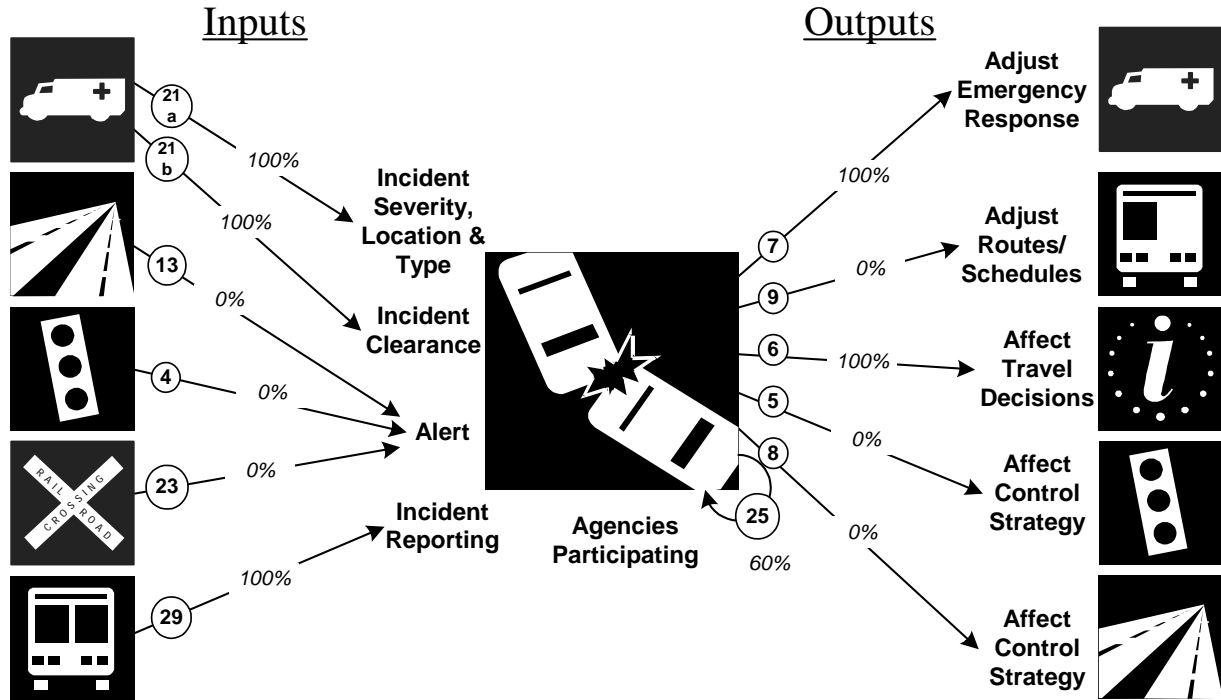 Inputs
Outputs
21
a
100%
21
b
100%
Incident
Severity,
Location &
Type
13
0%
Incident
Clearance
4
0%
Alert
RAIL
CROSSING
ROAD
23
0%
Incident
Reporting
29
100%
Agencies
Participating
25
60%
7
100%
Adjust
Emergency
Response
9
0%
Adjust
Routes/
Schedules
6
100%
Affect
Travel
Decisions
i
5
0%
Affect
Control
Strategy
8
0%
Affect
Control
Strategy